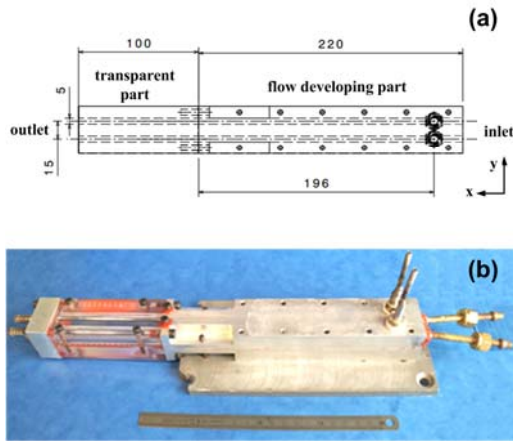 (a)
100
220
transparent
part
flow developing part
5
outlet
inlet
15
196
y
x
(b)